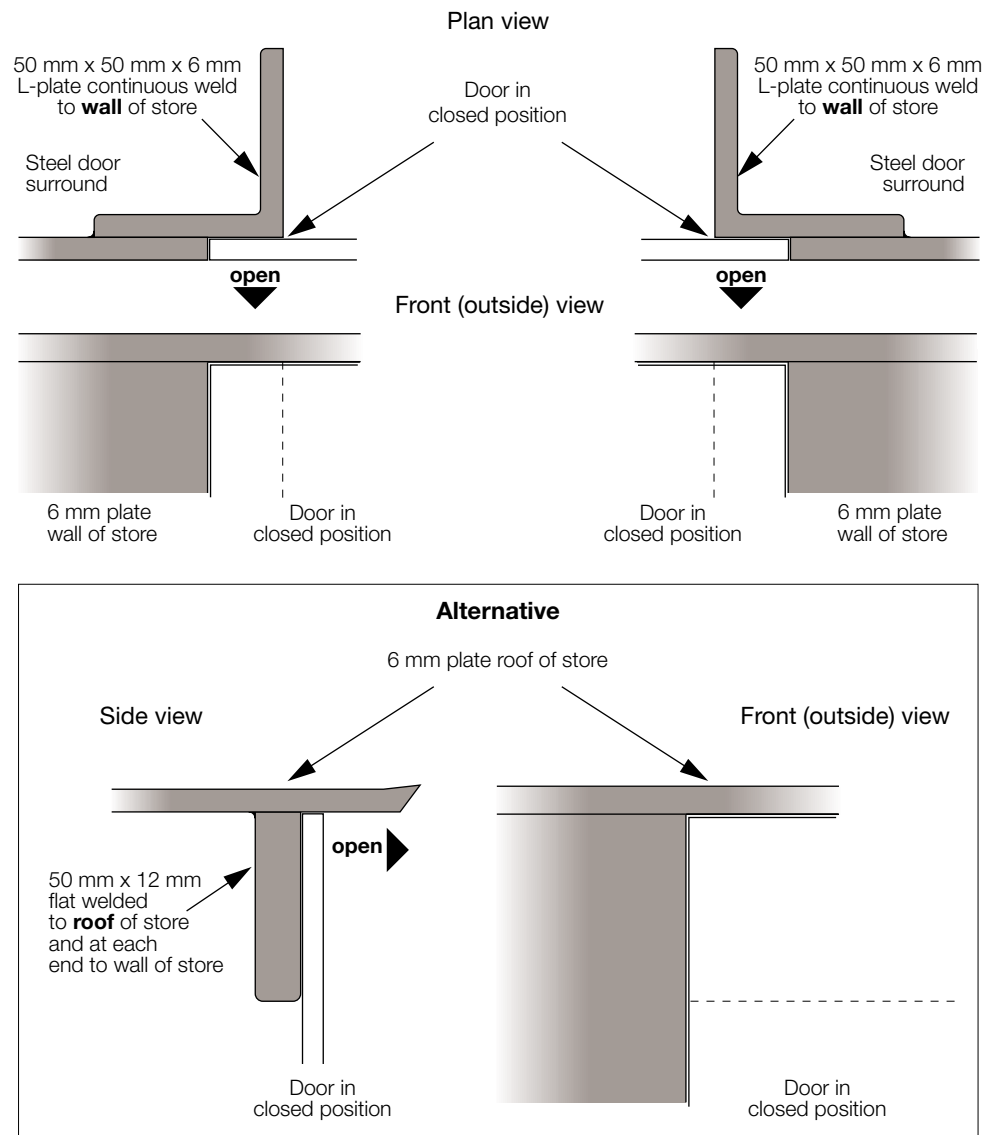 Plan view
50 mm x 50 mm x 6 mm
L-plate continuous weld
to wall of store
Steel door
surround
Door in
closed position
50 mm x 50 mm x 6 mm
L-plate continuous weld
to wall of store
Steel door
surround
open
open
Front (outside) view
6 mm plate
wall of store
Door in
closed position
Door in
closed position
6 mm plate
wall of store
Alternative
6 mm plate roof of store
Side view
Front (outside) view
open
50 mm x 12 mm
flat welded
to roof of store
and at each
end to wall of store
Door in
closed position
Door in
closed position